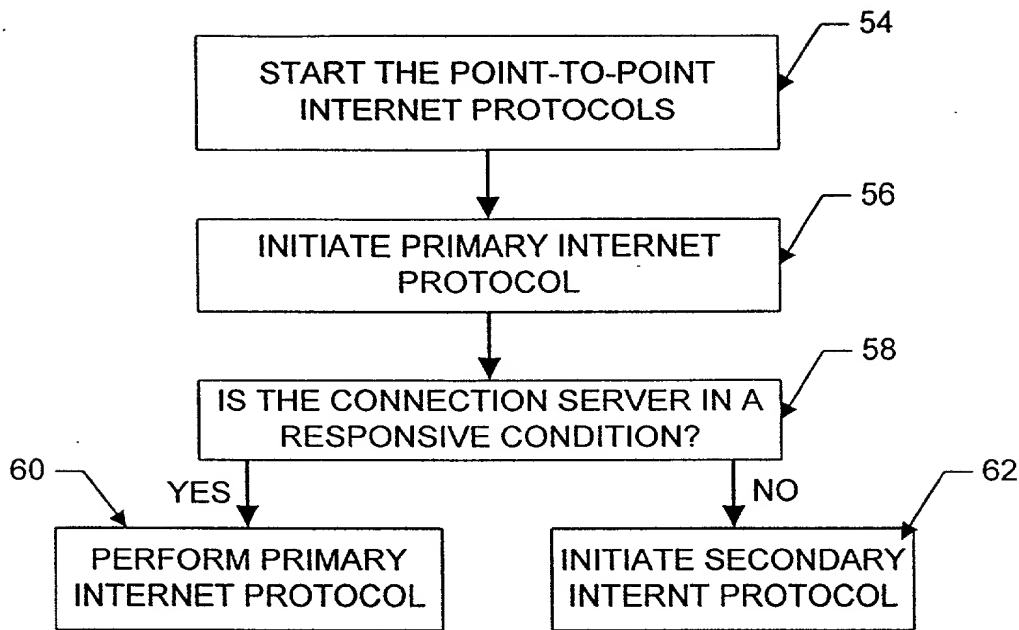 54
START THE POINT-TO-POINT
INTERNET PROTOCOLS
56
INITIATE PRIMARY INTERNET
PROTOCOL
58
IS THE CONNECTION SERVER IN A
RESPONSIVE CONDITION?
60
YES
NO
62
PERFORM PRIMARY
INTERNET PROTOCOL
INITIATE SECONDARY
INTERNT PROTOCOL